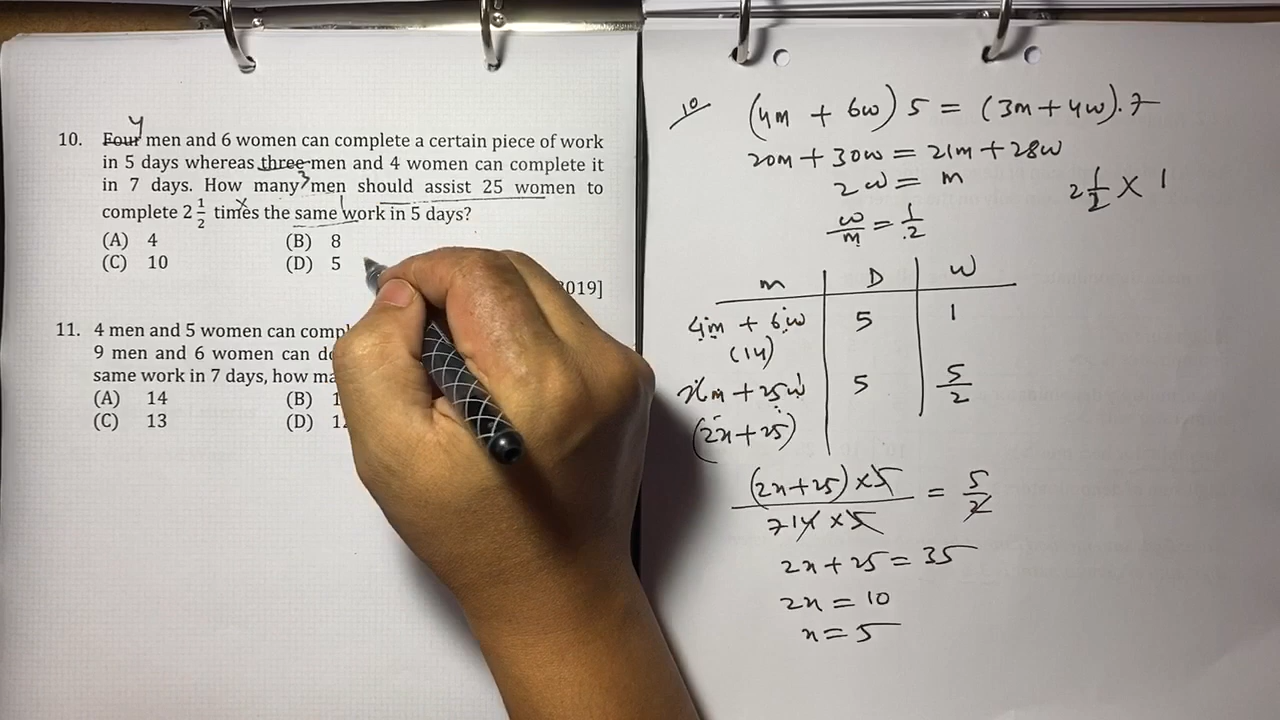 y
10. Four men and 6 women can complete a certain piece of work
in 5 days whereas three men and 4 women can complete it
3
in 7 days. How many men should assist 25 women to
complete 2 1/2 times the same work in 5 days?
x 1
(A) 4 (B) 8
(C) 10 (D) 5
019]
11. 4 men and 5 women can compl
9 men and 6 women can do
same work in 7 days, how ma
(A) 14 (B) 1
(C) 13 (D) 1
10
(4m + 6w) 5 = (3m + 4w).7
20m + 30w = 21m + 28w
2w = m
w/m = 1/2
2 1/2 × 1
m D W
4m + 6w 5 1
(14)
xm + 25w 5 5/2
(2x+25)
(2x+25) ×5 / 7 14 ×5 = 5/2
2x + 25 = 35
2x = 10
x = 5